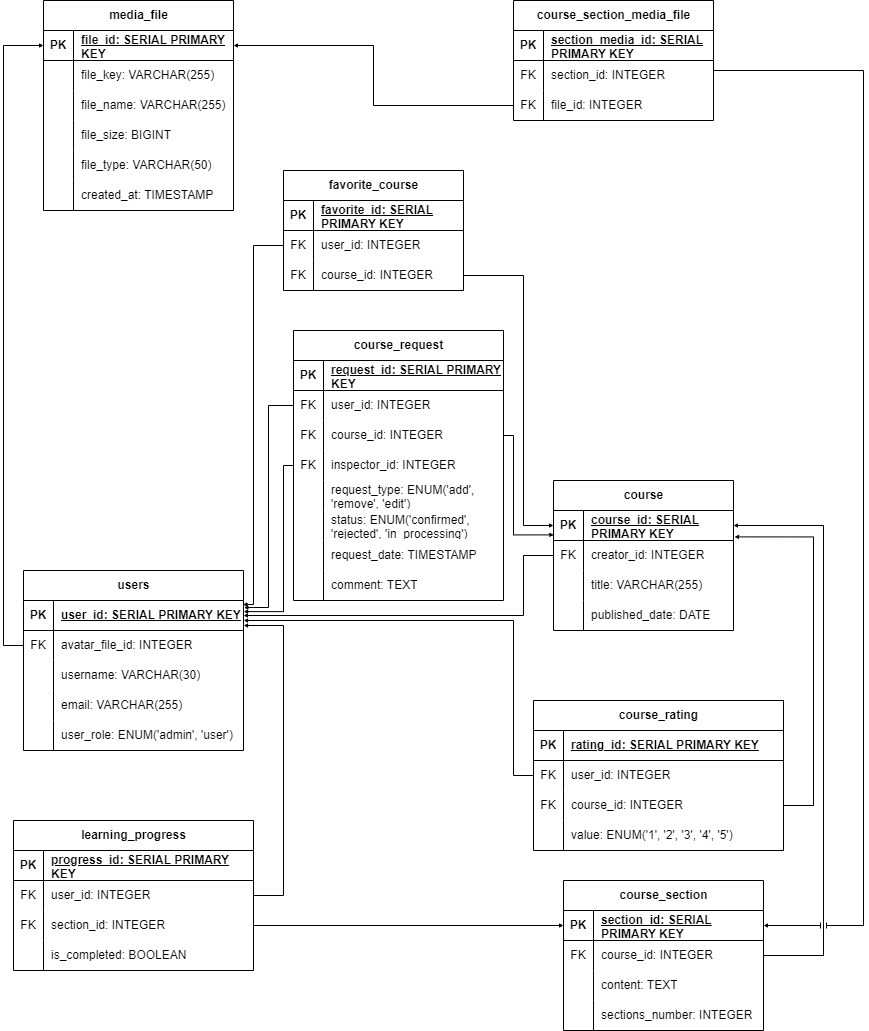 media_file
PK
file_id: SERIAL PRIMARY
KEY
file_key: VARCHAR(255)
file_name: VARCHAR(255)
file_size: BIGINT
file_type: VARCHAR(50)
created_at: TIMESTAMP
course_section_media_file
PK
section_media_id: SERIAL
PRIMARY KEY
FK
section_id: INTEGER
FK
file_id: INTEGER
favorite_course
PK
favorite_id: SERIAL
PRIMARY KEY
FK
user_id: INTEGER
FK
course_id: INTEGER
course_request
PK
request_id: SERIAL PRIMARY
KEY
FK
user_id: INTEGER
FK
course_id: INTEGER
FK
inspector_id: INTEGER
request_type: ENUM('add',
'remove', 'edit')
status: ENUM('confirmed',
'rejected', 'in_processing')
request_date: TIMESTAMP
comment: TEXT
course
PK
course_id: SERIAL
PRIMARY KEY
FK
creator_id: INTEGER
title: VARCHAR(255)
published_date: DATE
users
PK
user_id: SERIAL PRIMARY KEY
FK
avatar_file_id: INTEGER
username: VARCHAR(30)
email: VARCHAR(255)
user_role: ENUM('admin', 'user')
course_rating
PK
rating_id: SERIAL PRIMARY KEY
FK
user_id: INTEGER
FK
course_id: INTEGER
value: ENUM('1', '2', '3', '4', '5')
learning_progress
PK
progress_id: SERIAL PRIMARY
KEY
FK
user_id: INTEGER
FK
section_id: INTEGER
is_completed: BOOLEAN
course_section
PK
section_id: SERIAL
PRIMARY KEY
FK
course_id: INTEGER
content: TEXT
sections_number: INTEGER